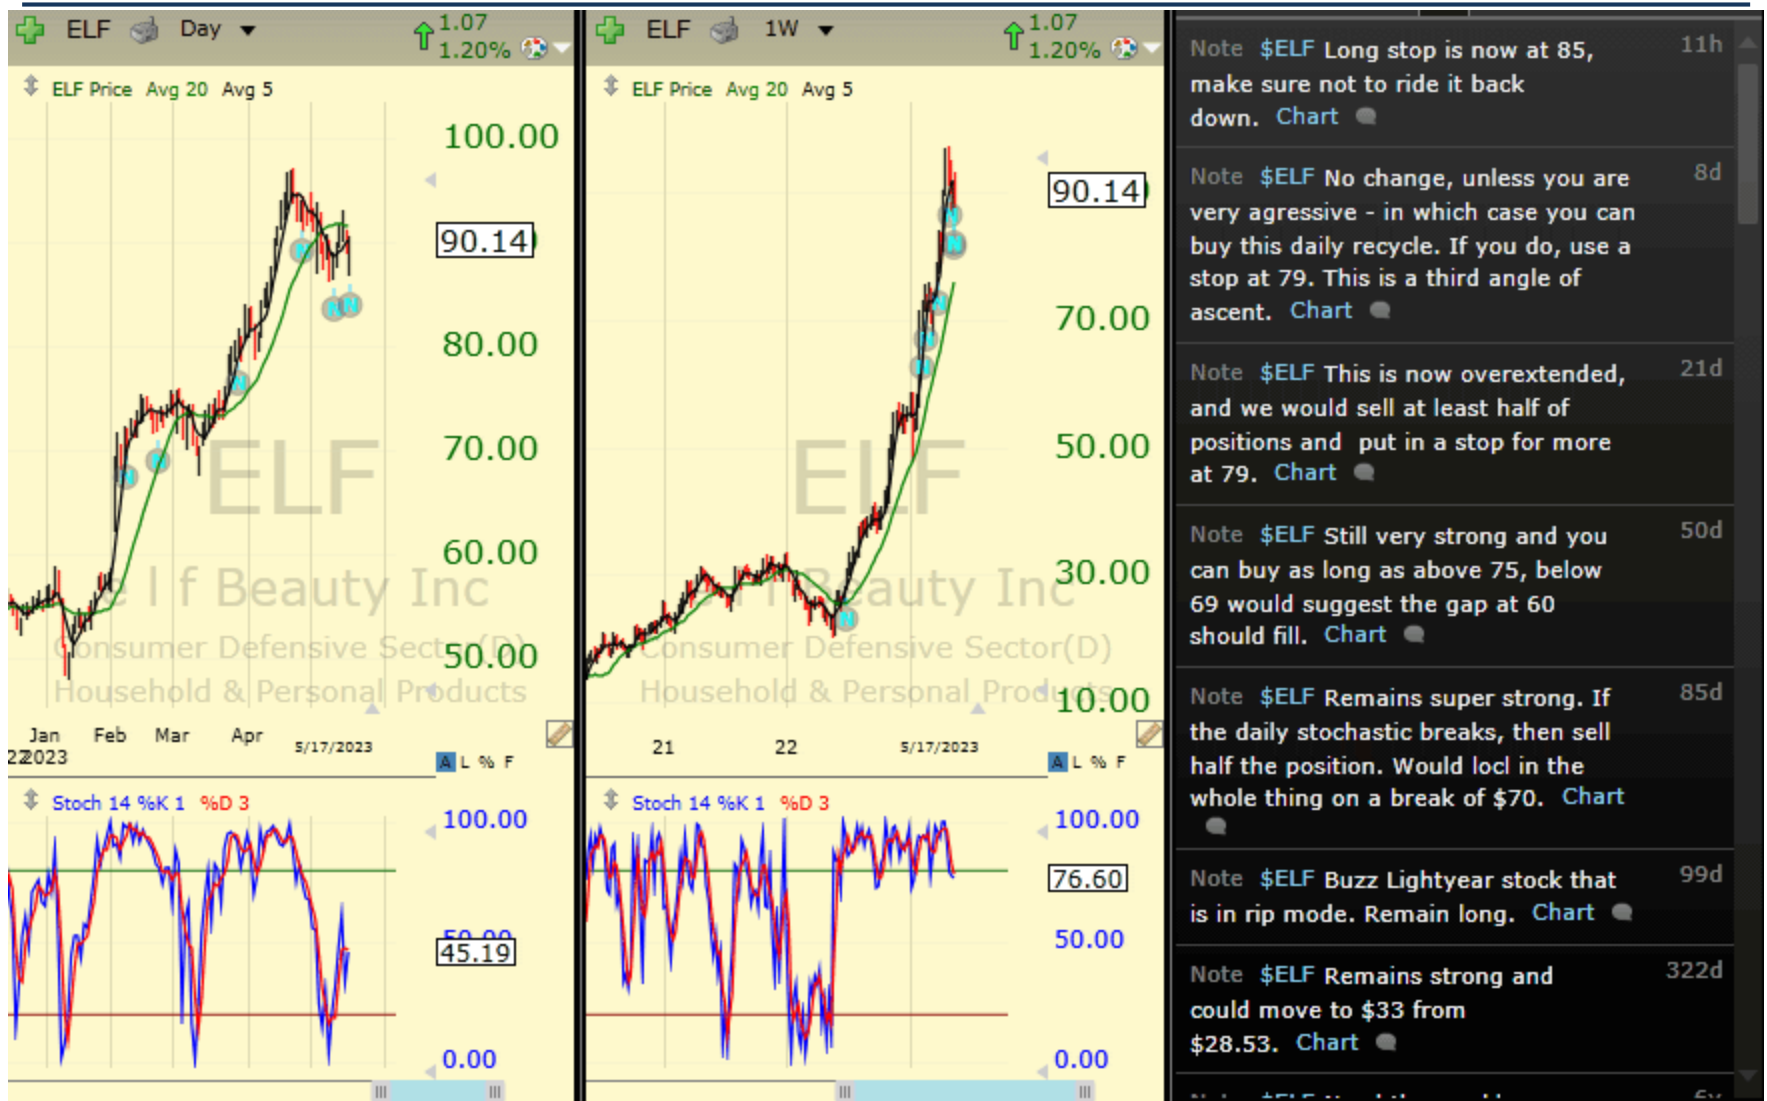 ELF Day
1.07
1.20%
ELF Price Avg 20 Avg 5
100.00
90.14
80.00
70.00
60.00
50.00
ELF
e l f Beauty Inc
Consumer Defensive Sector(D)
Household & Personal Products
Jan Feb Mar Apr 5/17/2023
222023
A L % F
Stoch 14 %K 1 %D 3
100.00
50.00
45.19
0.00
ELF 1W
1.07
1.20%
ELF Price Avg 20 Avg 5
90.14
70.00
50.00
30.00
10.00
ELF
Beauty Inc
Consumer Defensive Sector(D)
Household & Personal Products
21 22 5/17/2023
A L % F
Stoch 14 %K 1 %D 3
100.00
76.60
50.00
0.00
Note $ELF Long stop is now at 85, 11h
make sure not to ride it back
down. Chart
Note $ELF No change, unless you are 8d
very agressive - in which case you can
buy this daily recycle. If you do, use a
stop at 79. This is a third angle of
ascent. Chart
Note $ELF This is now overextended, 21d
and we would sell at least half of
positions and put in a stop for more
at 79. Chart
Note $ELF Still very strong and you 50d
can buy as long as above 75, below
69 would suggest the gap at 60
should fill. Chart
Note $ELF Remains super strong. If 85d
the daily stochastic breaks, then sell
half the position. Would locl in the
whole thing on a break of $70. Chart
Note $ELF Buzz Lightyear stock that 99d
is in rip mode. Remain long. Chart
Note $ELF Remains strong and 322d
could move to $33 from
$28.53. Chart